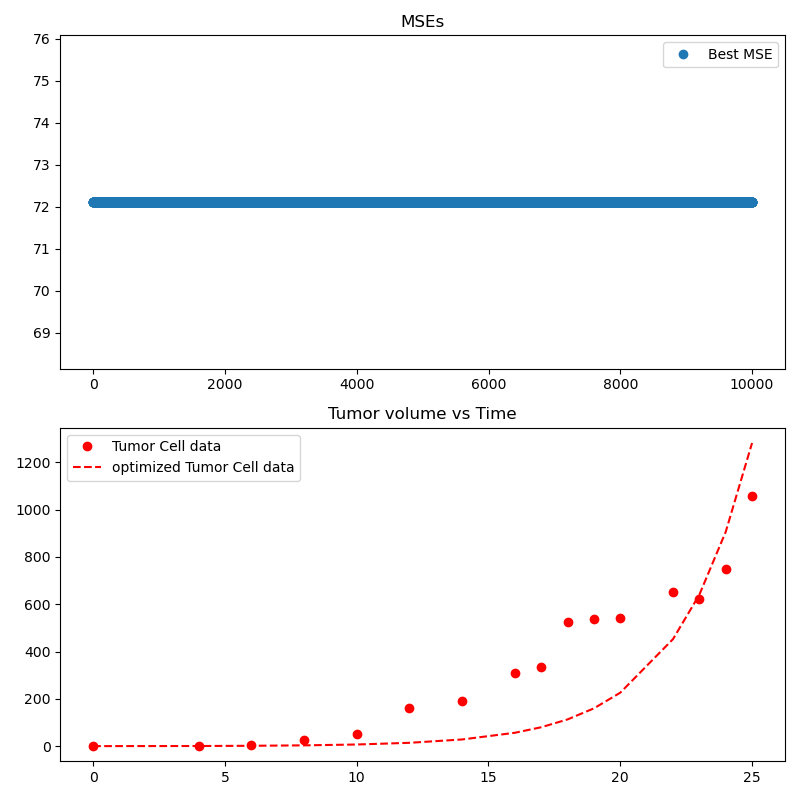 MSEs
76
75
74
73
72
71
70
69
Best MSE
0 2000 4000 6000 8000 10000
Tumor volume vs Time
1200
1000
800
600
400
200
0
Tumor Cell data
optimized Tumor Cell data
0 5 10 15 20 25